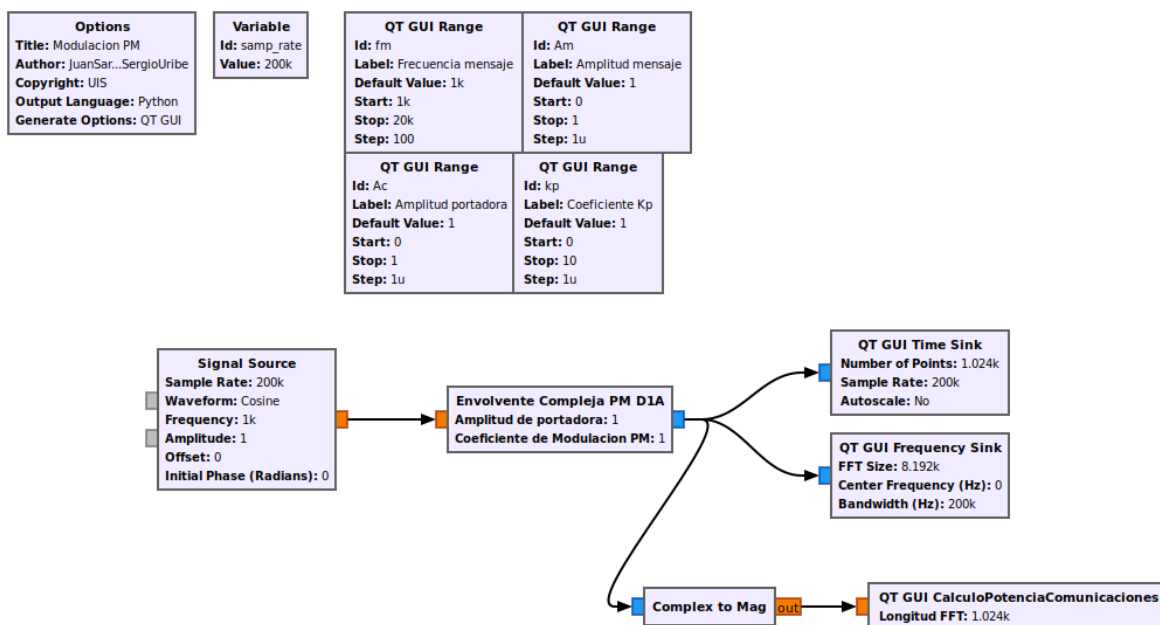 Options
Title: Modulacion PM
Author: JuanSar...SergioUribe
Copyright: UIS
Output Language: Python
Generate Options: QT GUI
Variable
Id: samp_rate
Value: 200k
QT GUI Range
Id: fm
Label: Frecuencia mensaje
Default Value: 1k
Start: 1k
Stop: 20k
Step: 100
QT GUI Range
Id: Am
Label: Amplitud mensaje
Default Value: 1
Start: 0
Stop: 1
Step: 1u
QT GUI Range
Id: Ac
Label: Amplitud portadora
Default Value: 1
Start: 0
Stop: 1
Step: 1u
QT GUI Range
Id: kp
Label: Coeficiente Kp
Default Value: 1
Start: 0
Stop: 10
Step: 1u
Signal Source
Sample Rate: 200k
Waveform: Cosine
Frequency: 1k
Amplitude: 1
Offset: 0
Initial Phase (Radians): 0
Envolvente Compleja PM D1A
Amplitud de portadora: 1
Coeficiente de Modulacion PM: 1
QT GUI Time Sink
Number of Points: 1.024k
Sample Rate: 200k
Autoscale: No
QT GUI Frequency Sink
FFT Size: 8.192k
Center Frequency (Hz): 0
Bandwidth (Hz): 200k
Complex to Mag
out
QT GUI CalculoPotenciaComunicaciones
Longitud FFT: 1.024k